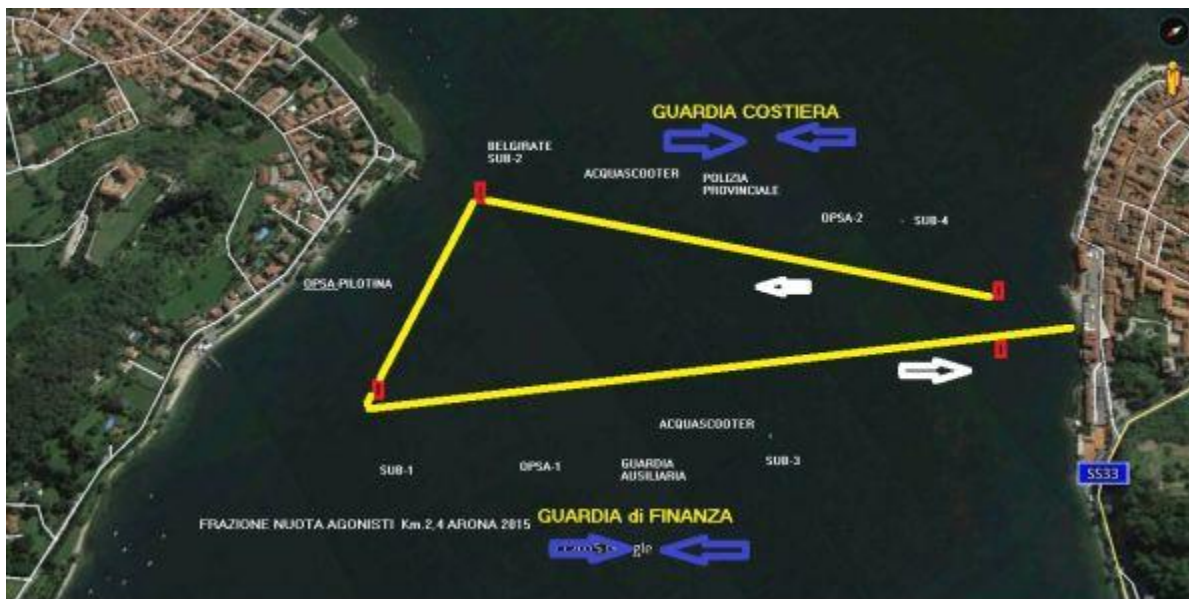 GUARDIA COSTIERA
BELGIRATE
SUB-2
ACQUASCOOTER
POLIZIA
PROVINCIALE
OPSA-2
SUB-4
OPSA-PILOTINA
ACQUASCOOTER
SUB-1
OPSA-1
GUARDIA
AUSILIARIA
SUB-3
SS33
FRAZIONE NUOTA AGONISTI Km.2,4 ARONA 2015
GUARDIA di FINANZA
gle